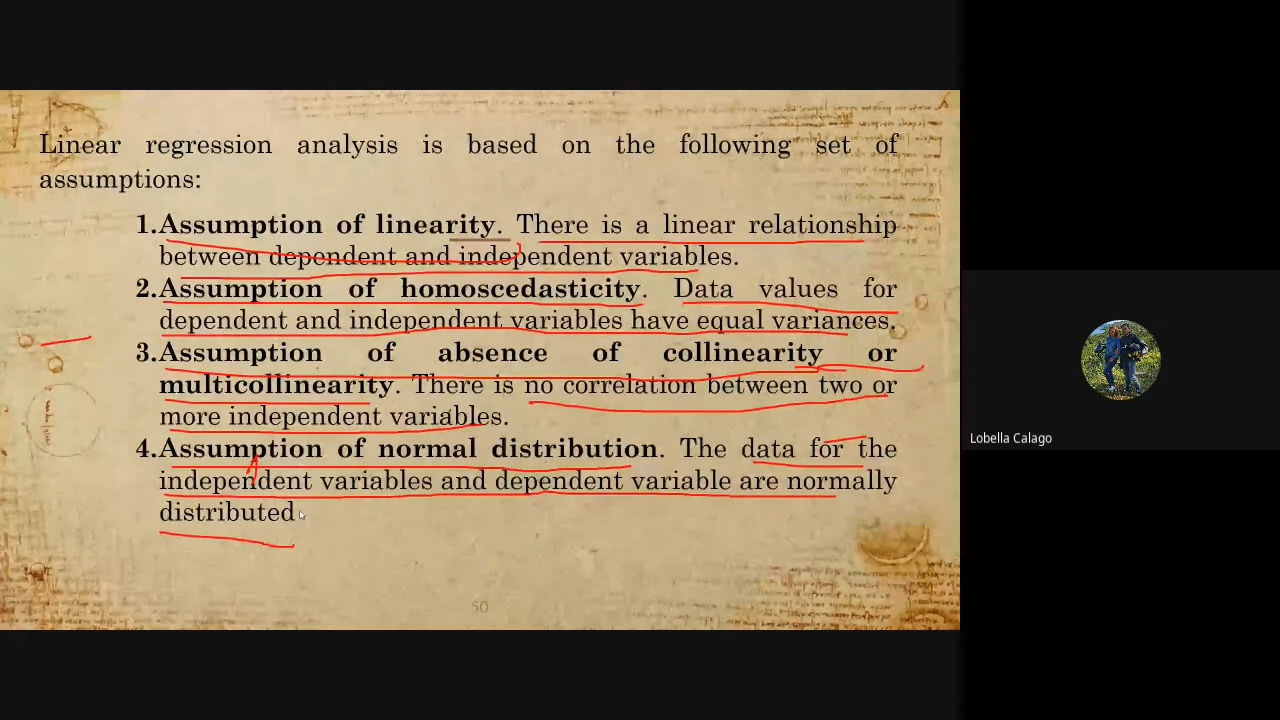 Linear regression analysis is based on the following set of
assumptions:
1.Assumption of linearity. There is a linear relationship
between dependent and independent variables.
2.Assumption of homoscedasticity. Data values for
dependent and independent variables have equal variances.
3.Assumption of absence of collinearity or
multicollinearity. There is no correlation between two or
more independent variables.
4.Assumption of normal distribution. The data for the
independent variables and dependent variable are normally
distributed
50
Lobella Calago